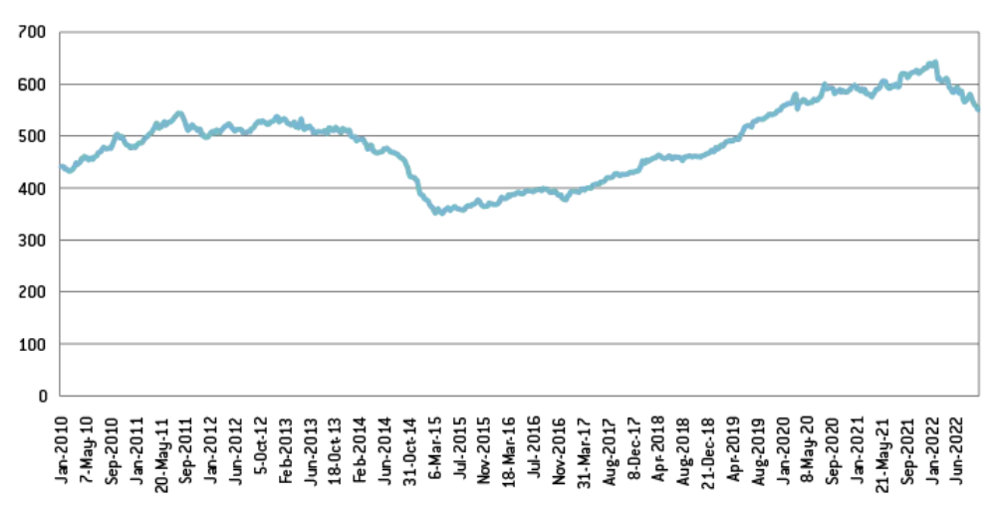 700
600
500
400
300
200
100
0
Jan-2010
7-May-10
Sep-2010
Jan-2011
20-May-11
Sep-2011
Jan-2012
Jun-2012
5-Oct-12
Feb-2013
Jun-2013
18-Oct-13
Feb-2014
Jun-2014
31-Oct-14
6-Mar-15
Jul-2015
Nov-2015
18-Mar-16
Jul-2016
Nov-2016
31-Mar-17
Aug-2017
8-Dec-17
Apr-2018
Aug-2018
21-Dec-18
Apr-2019
Aug-2019
Jan-2020
8-May-20
Sep-2020
Jan-2021
21-May-21
Sep-2021
Jan-2022
Jun-2022